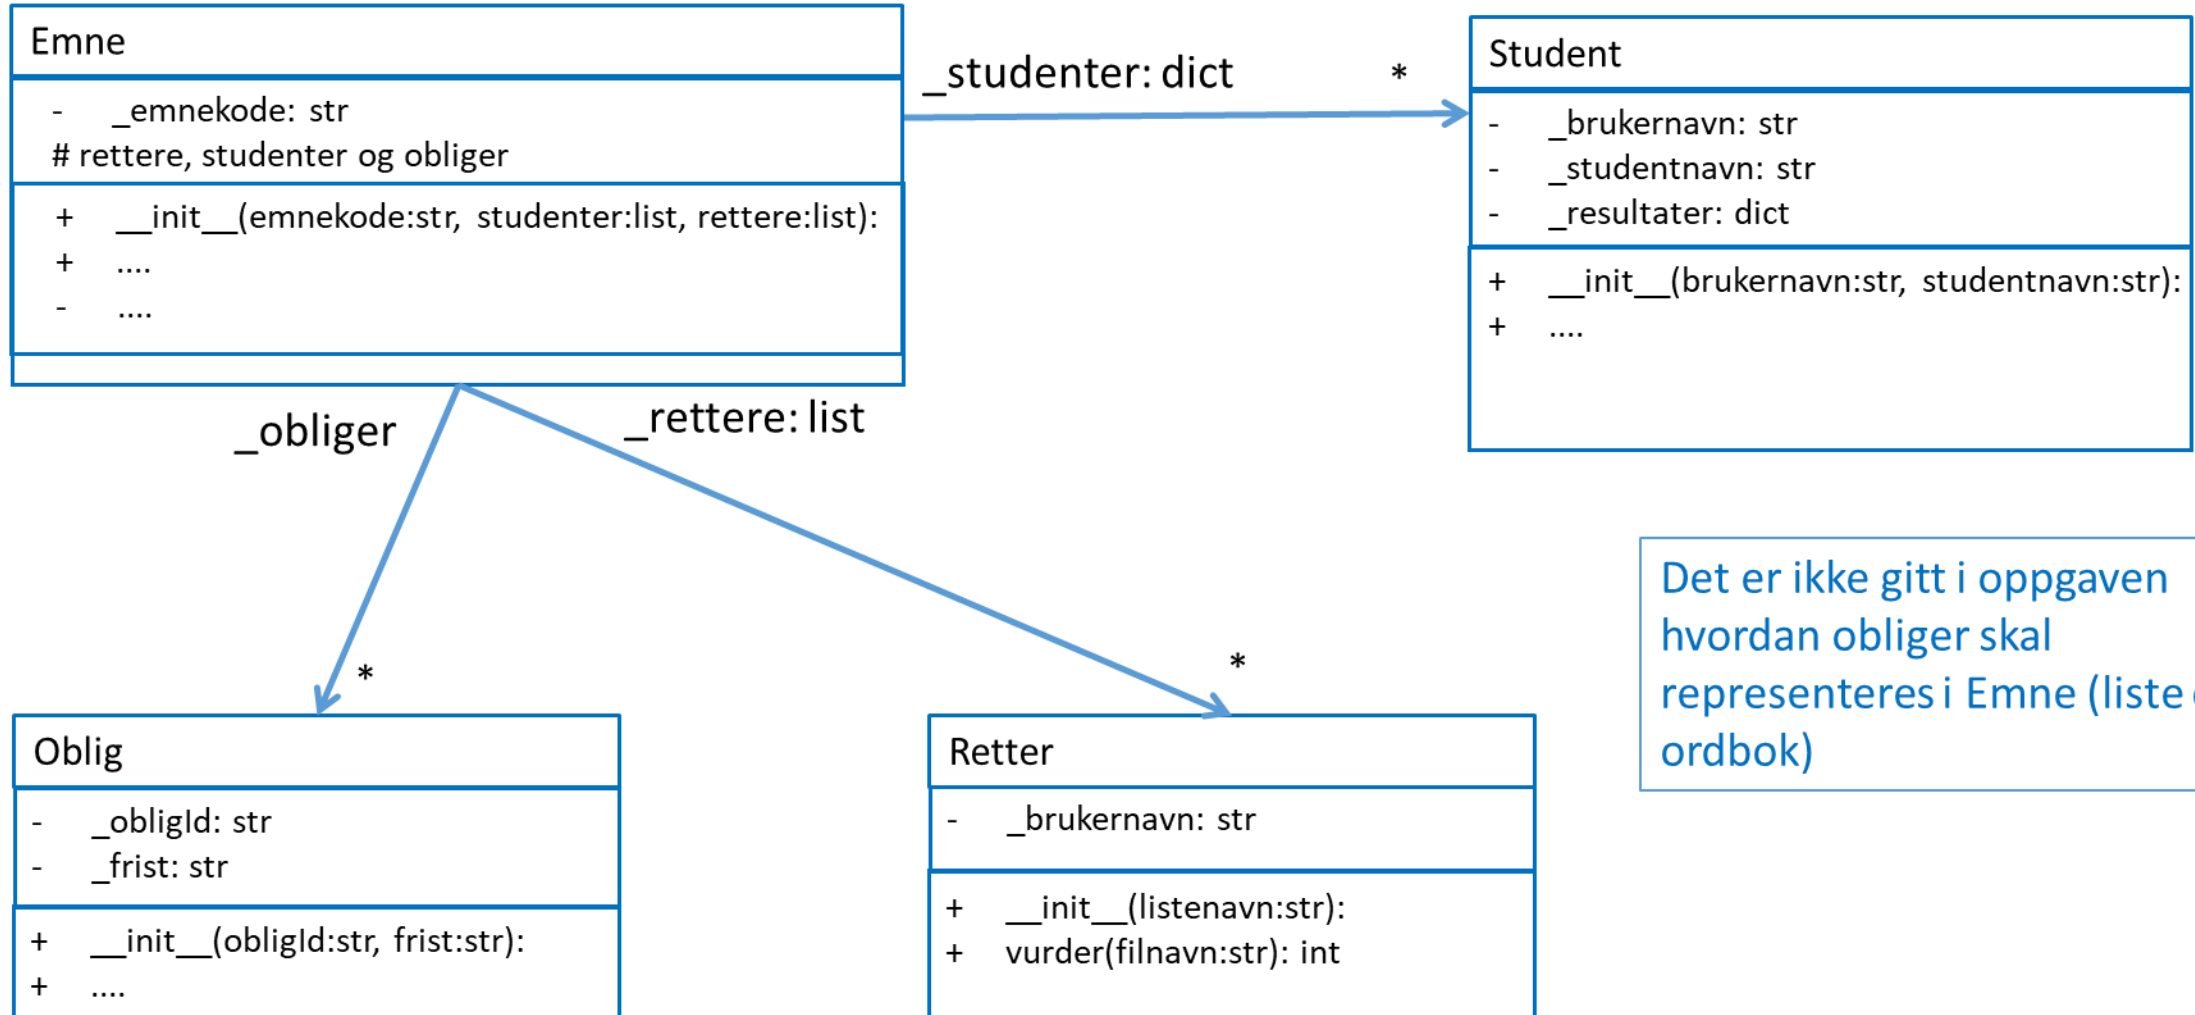 Emne
- _emnekode: str
# rettere, studenter og obliger
+ __init__(emnekode:str, studenter:list, rettere:list):
+ ....
- ....
_studenter: dict *
Student
- _brukernavn: str
- _studentnavn: str
- _resultater: dict
+ __init__(brukernavn:str, studentnavn:str):
+ ....
_obliger
_rettere: list
*
*
Det er ikke gitt i oppgaven
hvordan obliger skal
representeres i Emne (liste
ordbok)
Oblig
- _obligId: str
- _frist: str
+ __init__(obligId:str, frist:str):
+ ....
Retter
- _brukernavn: str
+ __init__(listenavn:str):
+ vurder(filnavn:str): int